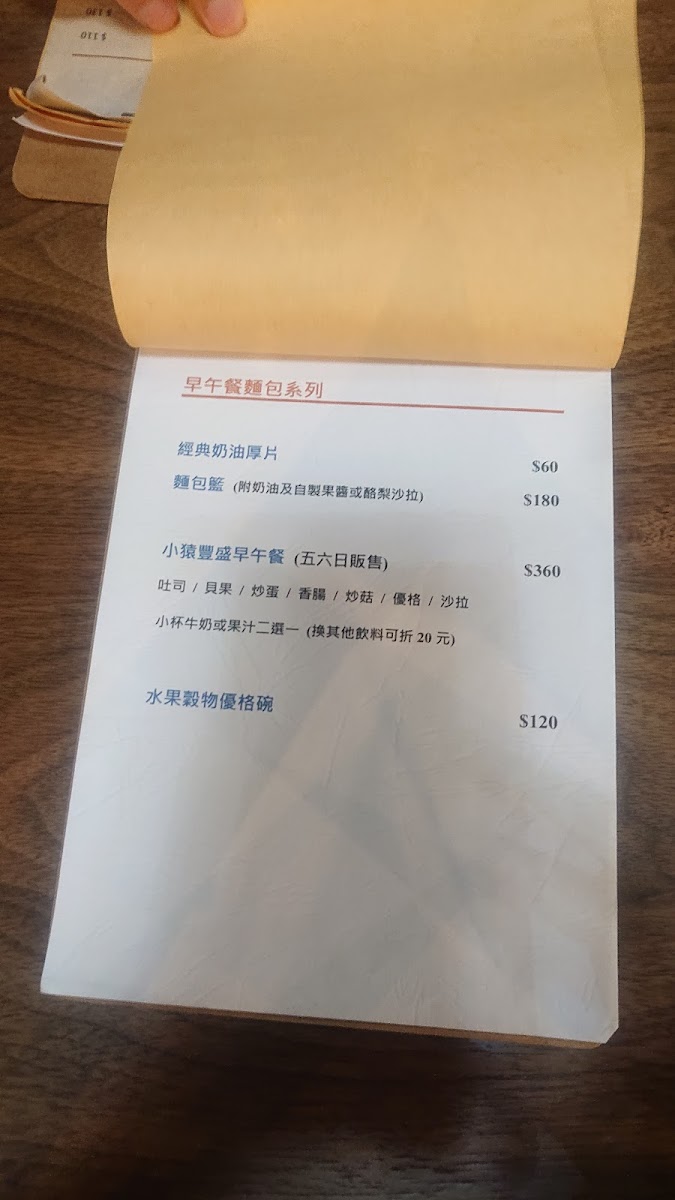 $130
$110
早午餐麵包系列
經典奶油厚片 $60
麵包籃 (附奶油及自製果醬或酪梨沙拉) $180
小猿豐盛早午餐 (五六日販售) $360
吐司 / 貝果 / 炒蛋 / 香腸 / 炒菇 / 優格 / 沙拉
小杯牛奶或果汁二選一 (換其他飲料可折 20 元)
水果穀物優格碗 $120